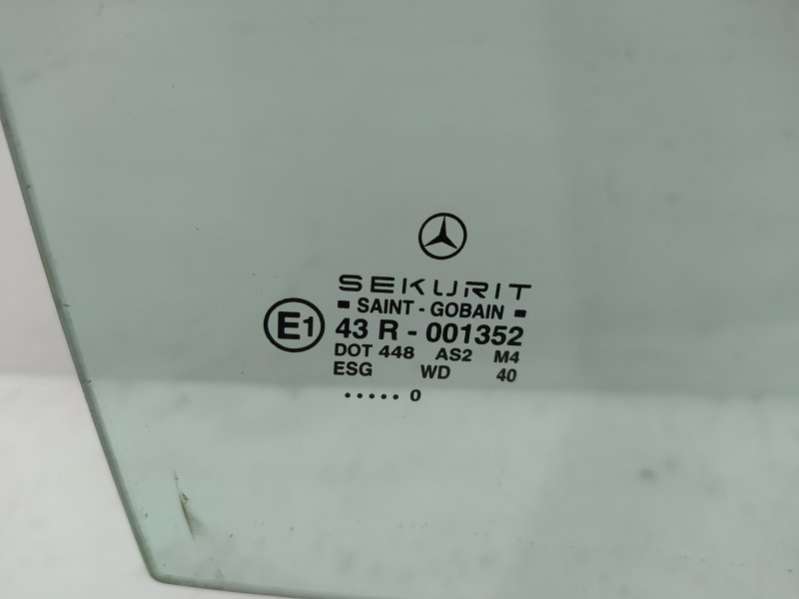 SEKURIT
SAINT - GOBAIN
E1 43 R - 001352
DOT 448 AS2 M4
ESG WD 40
..... 0